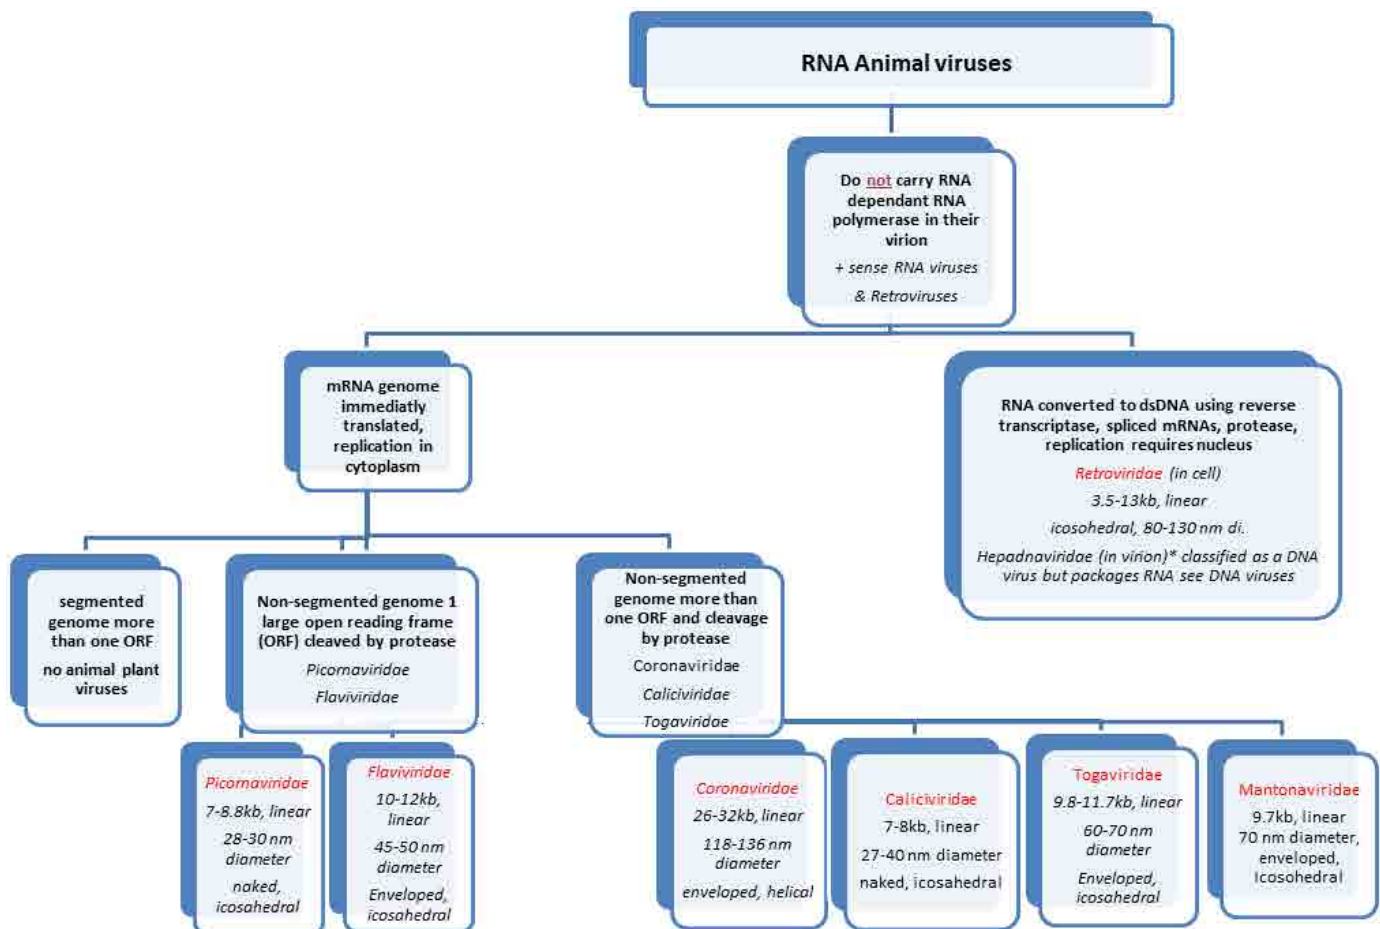 RNA Animal viruses
Do not carry RNA
dependant RNA
polymerase in their
virion
+ sense RNA viruses
& Retroviruses
mRNA genome
immediatly
translated,
replication in
cytoplasm
RNA converted to dsDNA using reverse
transcriptase, spliced mRNAs, protease,
replication requires nucleus
Retroviridae (in cell)
3.5-13kb, linear
icosohedral, 80-130 nm di.
Hepadnaviridae (in virion)* classified as a DNA
virus but packages RNA see DNA viruses
segmented
genome more
than one ORF
no animal plant
viruses
Non-segmented genome 1
large open reading frame
(ORF) cleaved by protease
Picornaviridae
Flaviviridae
Non-segmented
genome more than
one ORF and cleavage
by protease
Coronaviridae
Caliciviridae
Togaviridae
Picornaviridae
7-8.8kb, linear
28-30 nm
diameter
naked,
icosahedral
Flaviviridae
10-12kb,
linear
45-50 nm
diameter
Enveloped,
icosahedral
Coronaviridae
26-32kb, linear
118-136 nm
diameter
enveloped, helical
Caliciviridae
7-8kb, linear
27-40 nm diameter
naked, icosahedral
Togaviridae
9.8-11.7kb, linear
60-70 nm
diameter
Enveloped,
icosahedral
Mantonaviridae
9.7kb, linear
70 nm diameter,
enveloped,
Icosohedral